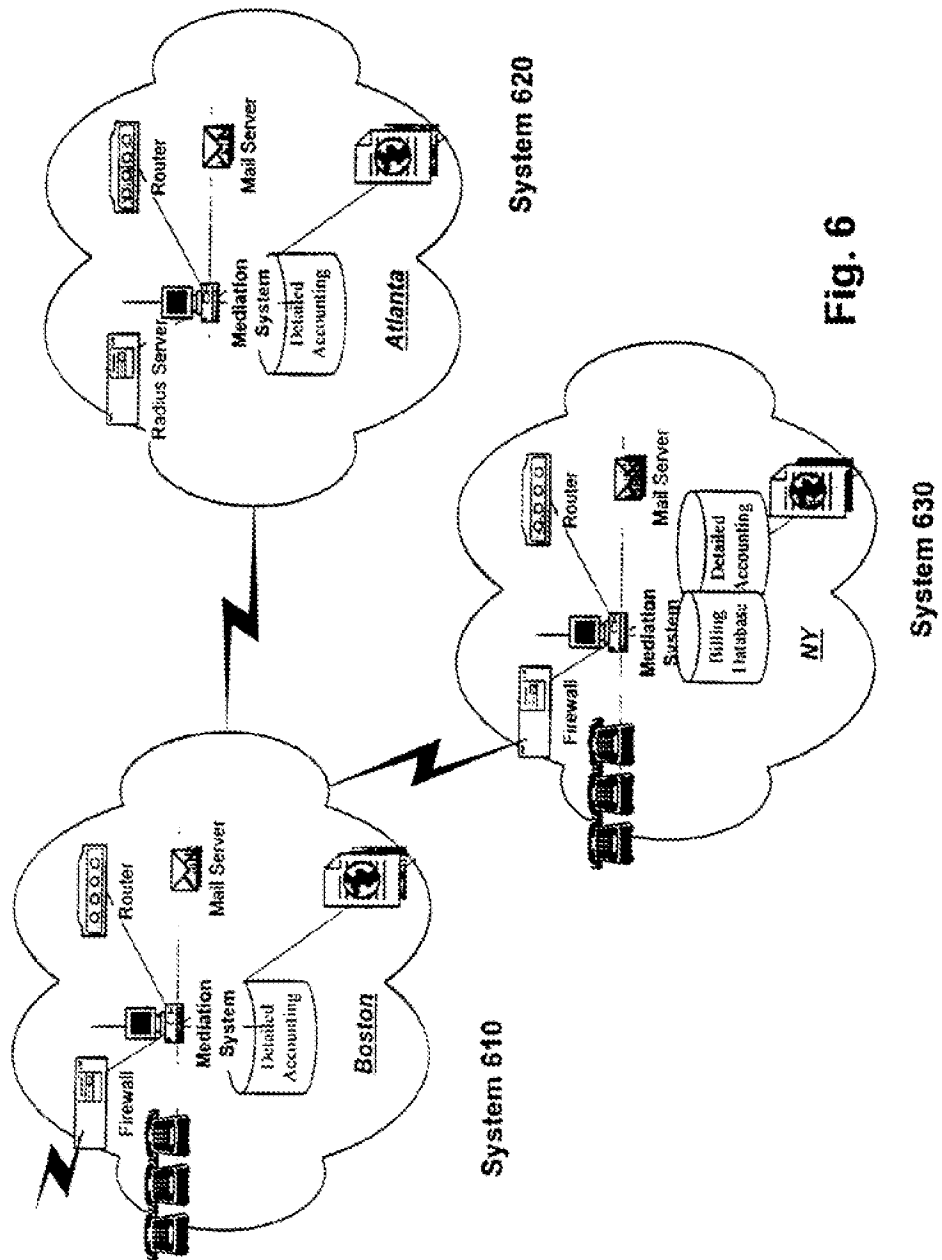 Firewall
Router
Mail Server
Mediation
System
Detailed
Accounting
Boston
System 610
Radius Server
Router
Mail Server
Mediation
System
Detailed
Accounting
Atlanta
System 620
Firewall
Router
Mail Server
Mediation
System
Billing
Database
Detailed
Accounting
NY
System 630
Fig. 6